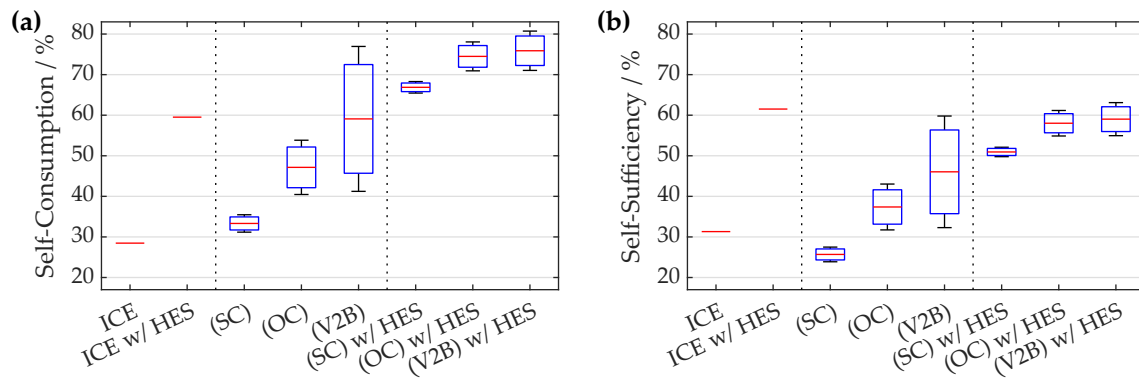 (a)
Self-Consumption / %
80
70
60
50
40
30
20
ICE
ICE w/ HES
(SC)
(OC)
(V2B)
(SC) w/ HES
(OC) w/ HES
(V2B) w/ HES
(b)
Self-Sufficiency / %
80
70
60
50
40
30
20
ICE
ICE w/ HES
(SC)
(OC)
(V2B)
(SC) w/ HES
(OC) w/ HES
(V2B) w/ HES